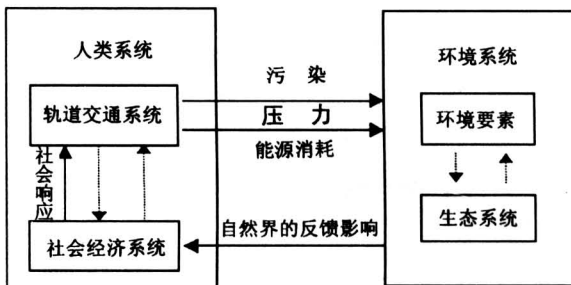 人类系统
环境系统
污 染
轨道交通系统
压 力
环境要素
能源消耗
社会响应
自然界的反馈影响
生态系统
社会经济系统